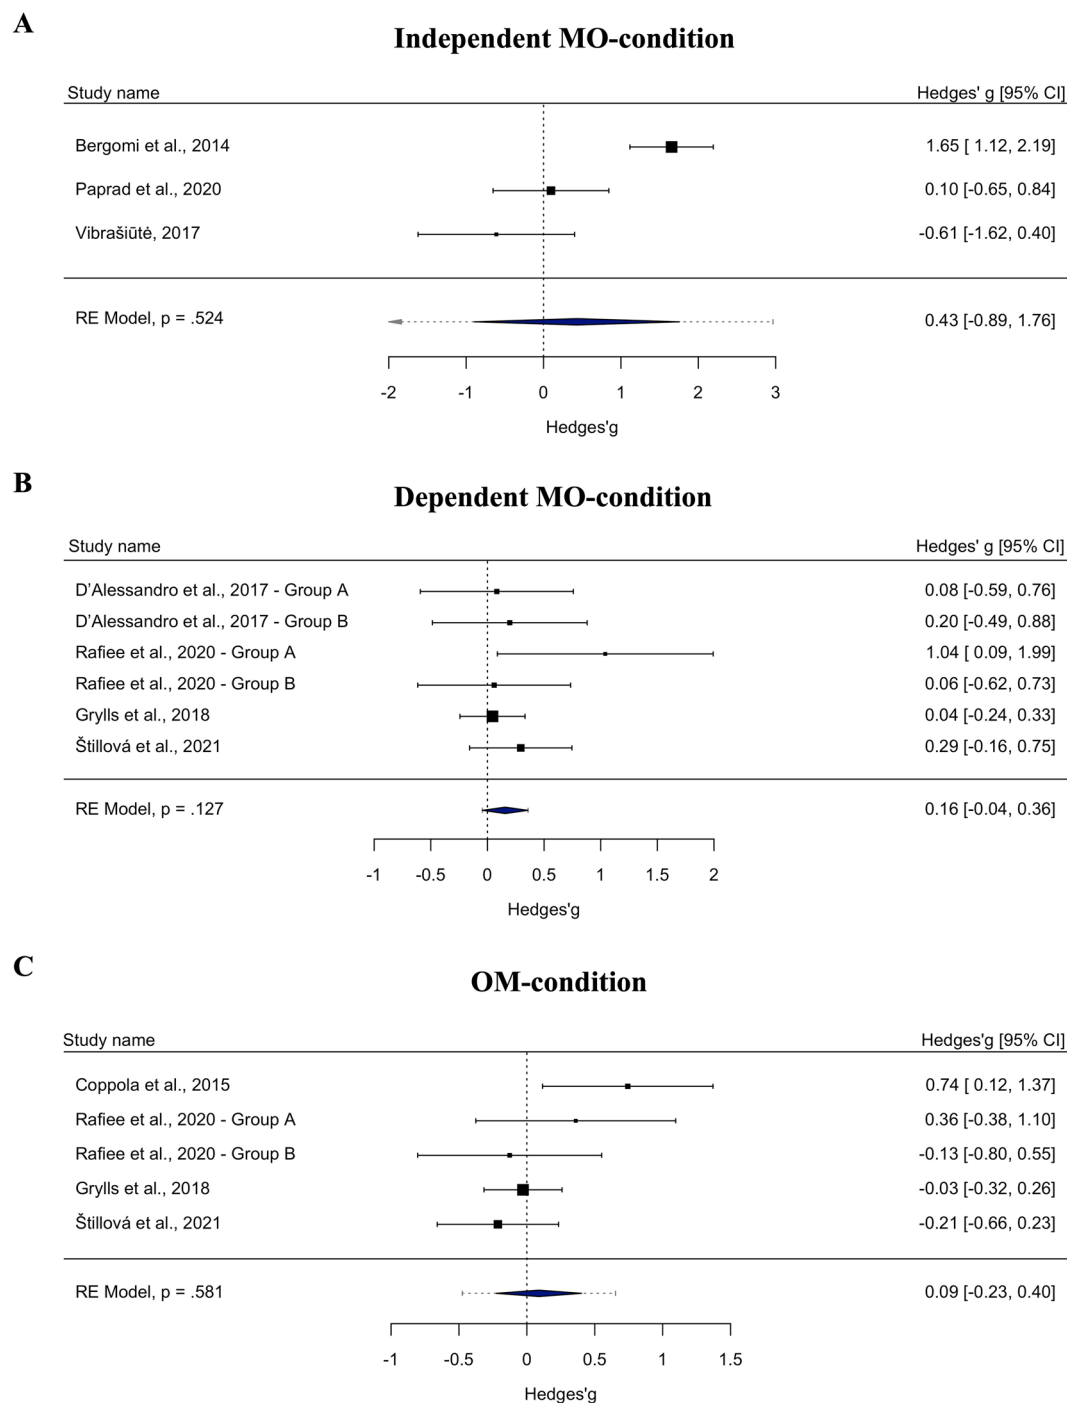 A
Independent MO-condition
Study name Hedges' g [95% CI]
Bergomi et al., 2014 1.65 [ 1.12, 2.19]
Paprad et al., 2020 0.10 [-0.65, 0.84]
Vibrašiūtė, 2017 -0.61 [-1.62, 0.40]
RE Model, p = .524 0.43 [-0.89, 1.76]
-2 -1 0 1 2 3
Hedges'g
B
Dependent MO-condition
Study name Hedges' g [95% CI]
D'Alessandro et al., 2017 - Group A 0.08 [-0.59, 0.76]
D'Alessandro et al., 2017 - Group B 0.20 [-0.49, 0.88]
Rafiee et al., 2020 - Group A 1.04 [ 0.09, 1.99]
Rafiee et al., 2020 - Group B 0.06 [-0.62, 0.73]
Grylls et al., 2018 0.04 [-0.24, 0.33]
Štillová et al., 2021 0.29 [-0.16, 0.75]
RE Model, p = .127 0.16 [-0.04, 0.36]
-1 -0.5 0 0.5 1 1.5 2
Hedges'g
C
OM-condition
Study name Hedges'g [95% CI]
Coppola et al., 2015 0.74 [ 0.12, 1.37]
Rafiee et al., 2020 - Group A 0.36 [-0.38, 1.10]
Rafiee et al., 2020 - Group B -0.13 [-0.80, 0.55]
Grylls et al., 2018 -0.03 [-0.32, 0.26]
Štillová et al., 2021 -0.21 [-0.66, 0.23]
RE Model, p = .581 0.09 [-0.23, 0.40]
-1 -0.5 0 0.5 1 1.5
Hedges'g